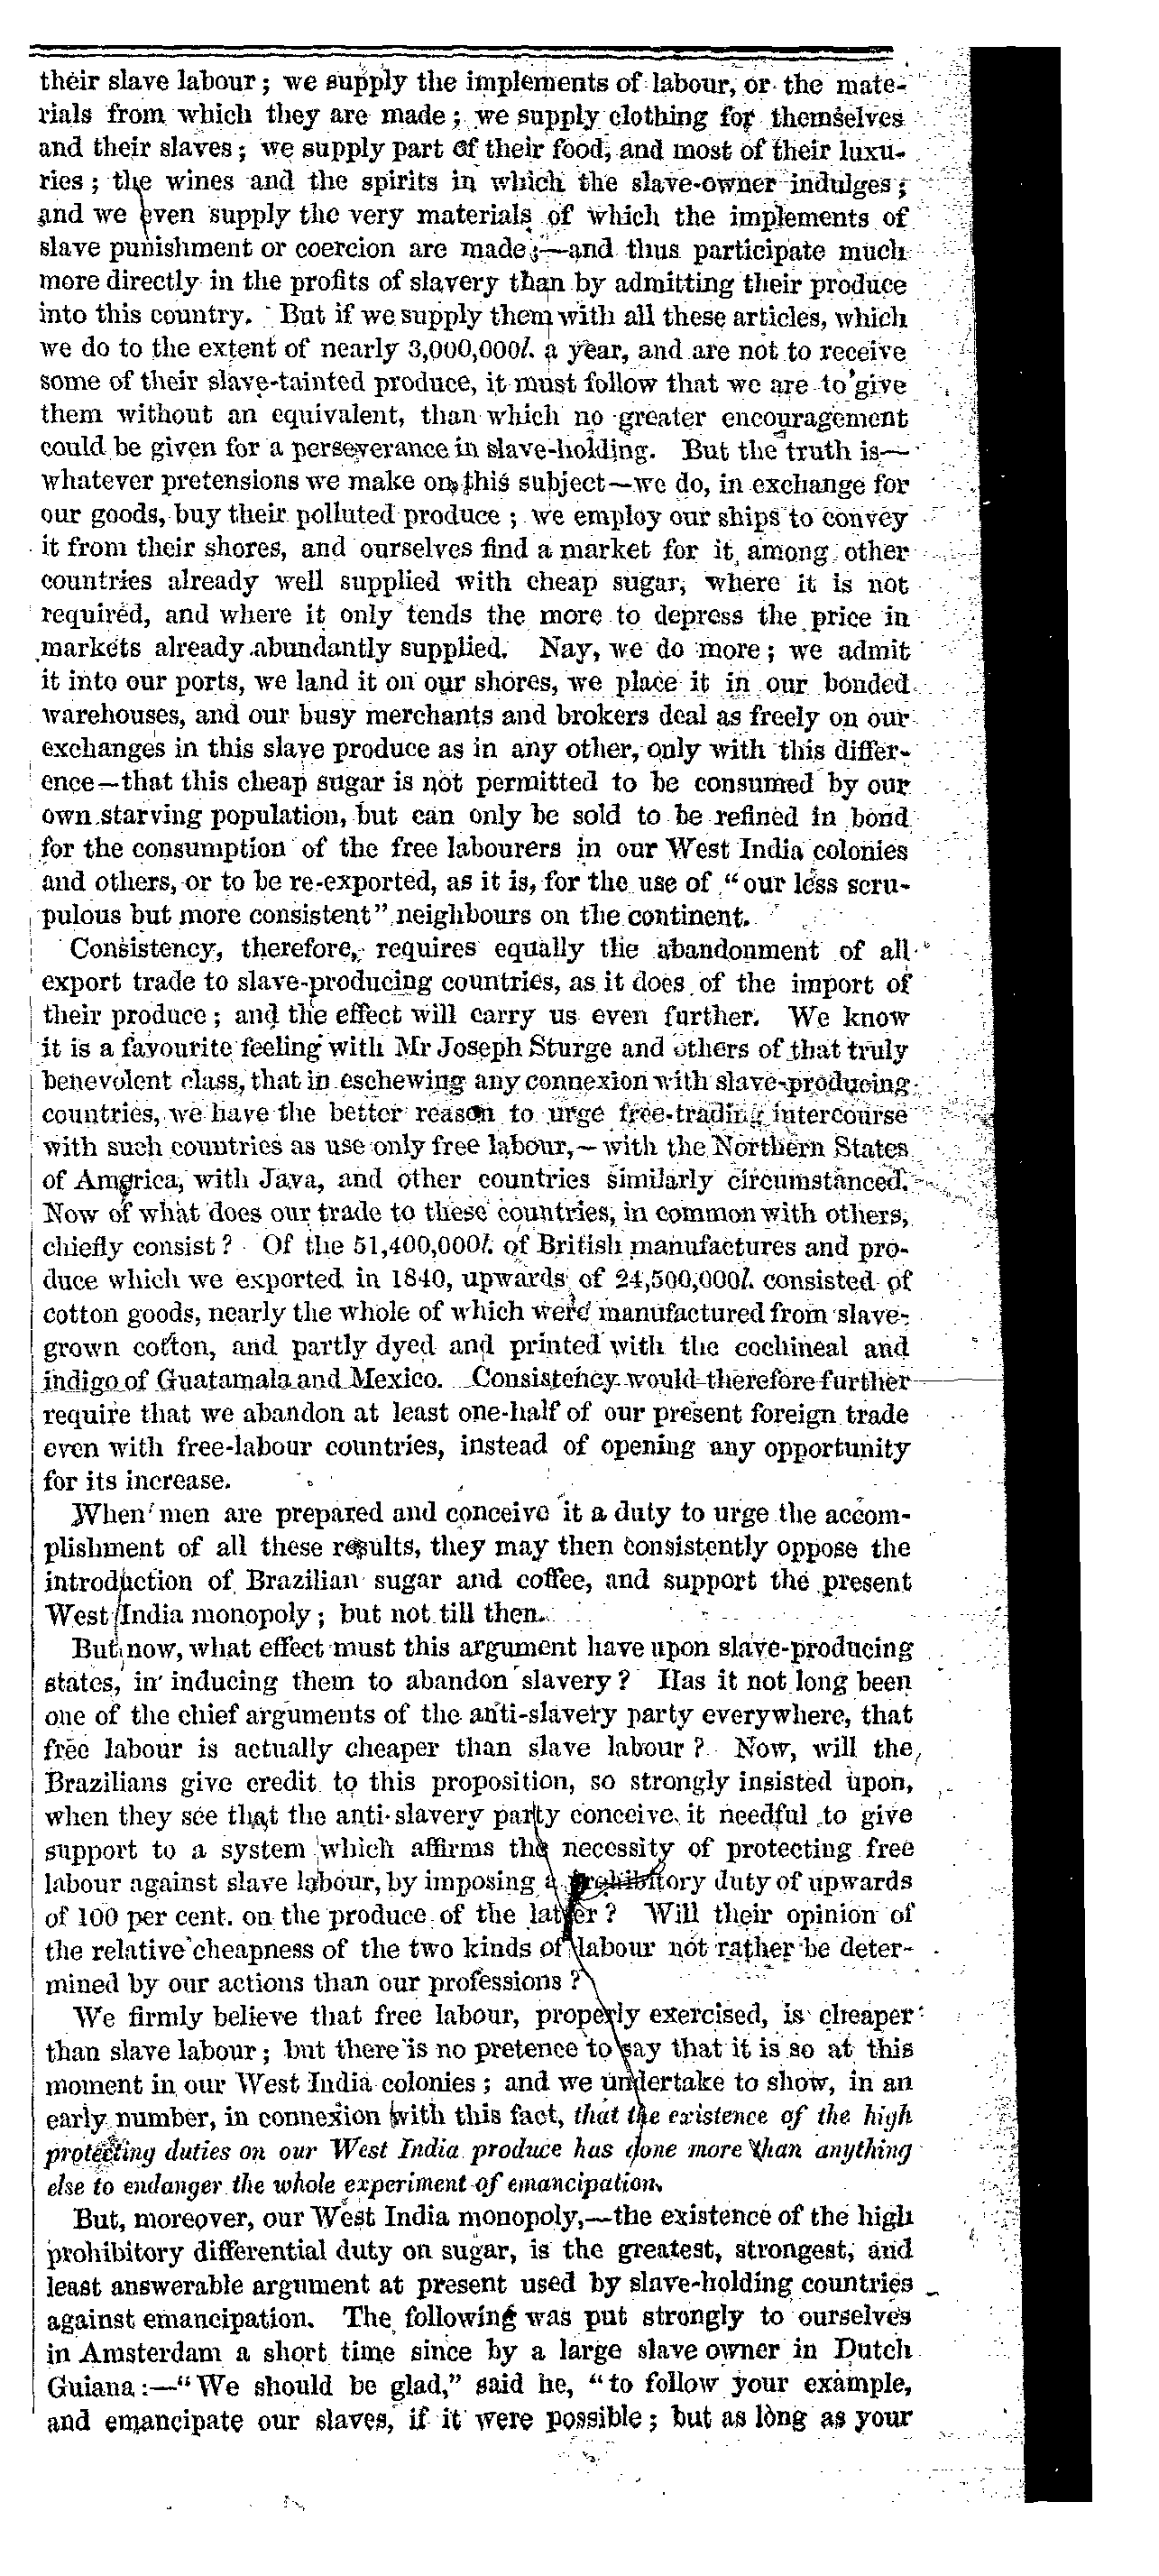 their slave labour; we supply the implements of labour, or the mate-
rials from which they are made; we supply clothing for themselves
and their slaves; we supply part of their food, and most of their luxu-
ries; the wines and the spirits in which the slave-owner indulges;
and we even supply the very materials of which the implements of
slave punishment or coercion are made;—and thus participate much
more directly in the profits of slavery than by admitting their produce
into this country. But if we supply them with all these articles, which
we do to the extent of nearly 3,000,000l. a year, and are not to receive
some of their slave-tainted produce, it must follow that we are to give
them without an equivalent, than which no greater encouragement
could be given for a perseverance in slave-holding. But the truth is—
whatever pretensions we make on this subject—we do, in exchange for
our goods, buy their polluted produce; we employ our ships to convey
it from their shores, and ourselves find a market for it among other
countries already well supplied with cheap sugar, where it is not
required, and where it only tends the more to depress the price in
markets already abundantly supplied. Nay, we do more; we admit
it into our ports, we land it on our shores, we place it in our bonded
warehouses, and our busy merchants and brokers deal as freely on our
exchanges in this slave produce as in any other, only with this differ-
ence—that this cheap sugar is not permitted to be consumed by our
own starving population, but can only be sold to be refined in bond
for the consumption of the free labourers in our West India colonies
and others, or to be re-exported, as it is, for the use of "our less scru-
pulous but more consistent" neighbours on the continent.
Consistency, therefore, requires equally the abandonment of all
export trade to slave-producing countries, as it does of the import of
their produce; and the effect will carry us even further. We know
it is a favourite feeling with Mr Joseph Sturge and others of that truly
benevolent class, that in eschewing any connexion with slave-producing
countries, we have the better reason to urge free-trading intercourse
with such countries as use only free labour,—with the Northern States
of America, with Java, and other countries similarly circumstanced.
Now of what does our trade to these countries, in common with others,
chiefly consist? Of the 51,400,000l. of British manufactures and pro-
duce which we exported in 1840, upwards of 24,500,000l. consisted of
cotton goods, nearly the whole of which were manufactured from slave-
grown cotton, and partly dyed and printed with the cochineal and
indigo of Guatamala and Mexico. Consistency would therefore further
require that we abandon at least one-half of our present foreign trade
even with free-labour countries, instead of opening any opportunity
for its increase.
When men are prepared and conceive it a duty to urge the accom-
plishment of all these results, they may then consistently oppose the
introduction of Brazilian sugar and coffee, and support the present
West India monopoly; but not till then.
But now, what effect must this argument have upon slave-producing
states, in inducing them to abandon slavery? Has it not long been
one of the chief arguments of the anti-slavery party everywhere, that
free labour is actually cheaper than slave labour? Now, will the
Brazilians give credit to this proposition, so strongly insisted upon,
when they see that the anti-slavery party conceive it needful to give
support to a system which affirms the necessity of protecting free
labour against slave labour, by imposing a prohibitory duty of upwards
of 100 per cent. on the produce of the latter? Will their opinion of
the relative cheapness of the two kinds of labour not rather be deter-
mined by our actions than our professions?
We firmly believe that free labour, properly exercised, is cheaper
than slave labour; but there is no pretence to say that it is so at this
moment in our West India colonies; and we undertake to show, in an
early number, in connexion with this fact, that the existence of the high
protecting duties on our West India produce has done more than anything
else to endanger the whole experiment of emancipation.
But, moreover, our West India monopoly,—the existence of the high
prohibitory differential duty on sugar, is the greatest, strongest, and
least answerable argument at present used by slave-holding countries
against emancipation. The following was put strongly to ourselves
in Amsterdam a short time since by a large slave owner in Dutch
Guiana:—"We should be glad," said he, "to follow your example,
and emancipate our slaves, if it were possible; but as long as your